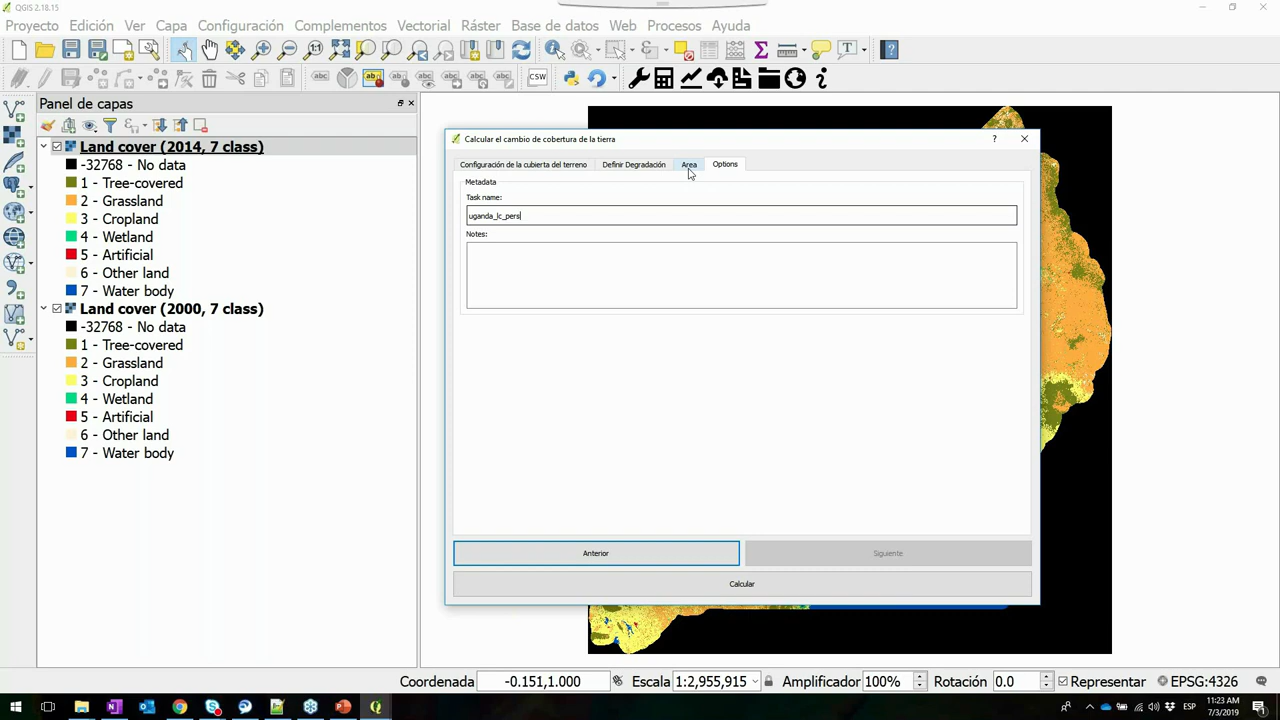 QGIS 2.18.15
Proyecto Edición Ver Capa Configuración Complementos Vectorial Ráster Base de datos Web Procesos Ayuda
Panel de capas
Land cover (2014, 7 class)
-32768 - No data
1 - Tree-covered
2 - Grassland
3 - Cropland
4 - Wetland
5 - Artificial
6 - Other land
7 - Water body
Land cover (2000, 7 class)
-32768 - No data
1 - Tree-covered
2 - Grassland
3 - Cropland
4 - Wetland
5 - Artificial
6 - Other land
7 - Water body
Calcular el cambio de cobertura de la tierra
Configuración de la cubierta del terreno Definir Degradación Area Options
Metadata
Task name:
uganda_lc_pers
Notes:
Anterior Siguiente
Calcular
Coordenada -0.151,1.000 Escala 1:2,955,915 Amplificador 100% Rotación 0.0 Representar EPSG:4326
ESP 11:23 AM
7/3/2019